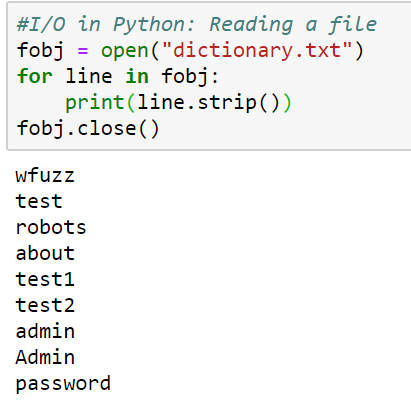 #I/O in Python: Reading a file
fobj = open("dictionary.txt")
for line in fobj:
    print(line.strip())
fobj.close()
wfuzz
test
robots
about
test1
test2
admin
Admin
password